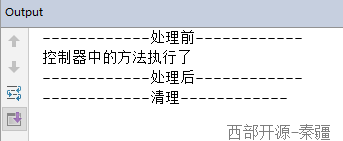 Output
------------处理前------------
控制器中的方法执行了
------------处理后------------
------------清理------------
西部开源-秦疆